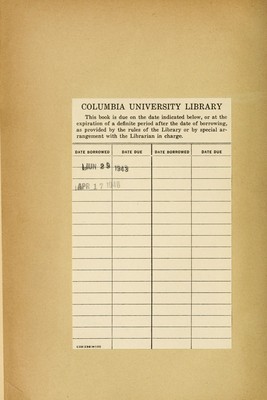 COLUMBIA UNIVERSITY LIBRARY
This book is due on the date indicated below, or at the
expiration of a definite period after the date of borrowing,
as provided by the rules of the Library or by special ar-
rangement with the Librarian in charge.
DATE BORROWED DATE DUE DATE BORROWED DATE DUE
JUN 25 1943
APR 17